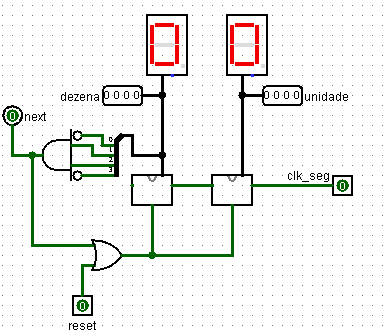 0 0
dezena 0 0 0 0
0 0 0 0 unidade
0 next
0
1
2
3
clk_seg 0
0
reset